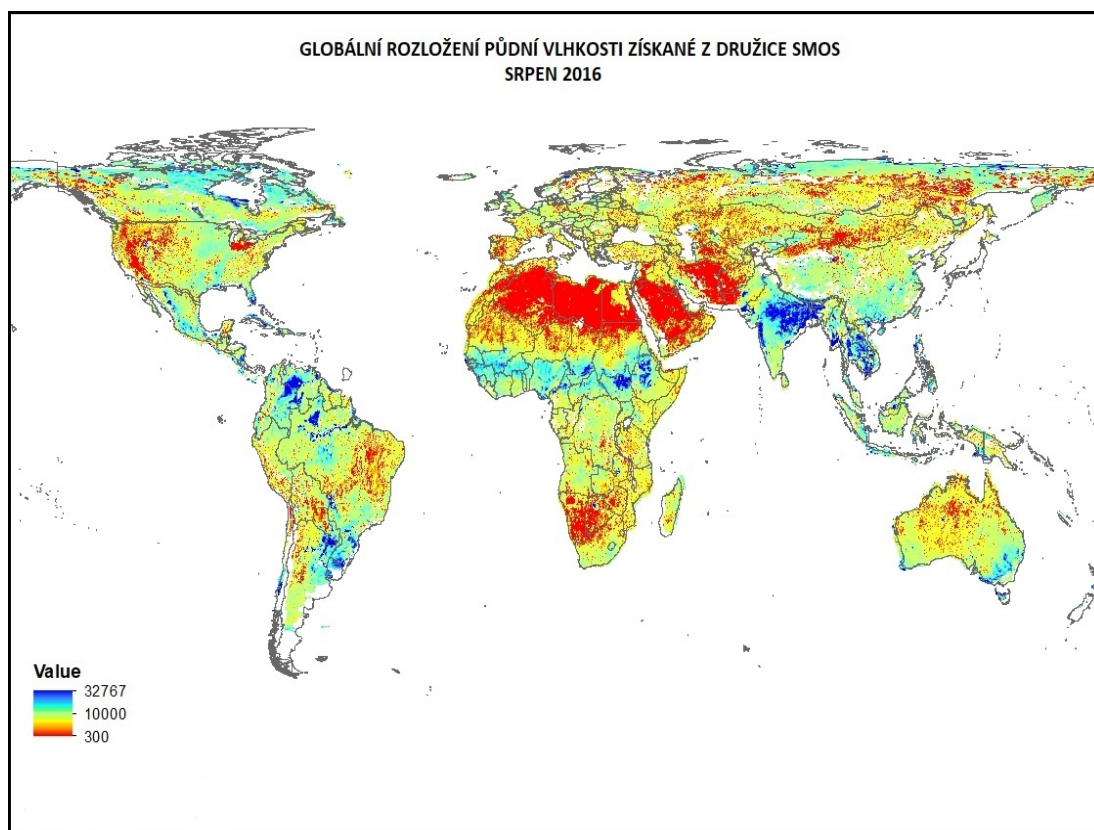 GLOBÁLNÍ ROZLOŽENÍ PŮDNÍ VLHKOSTI ZÍSKANÉ Z DRUŽICE SMOS
SRPEN 2016
Value
32767
10000
300